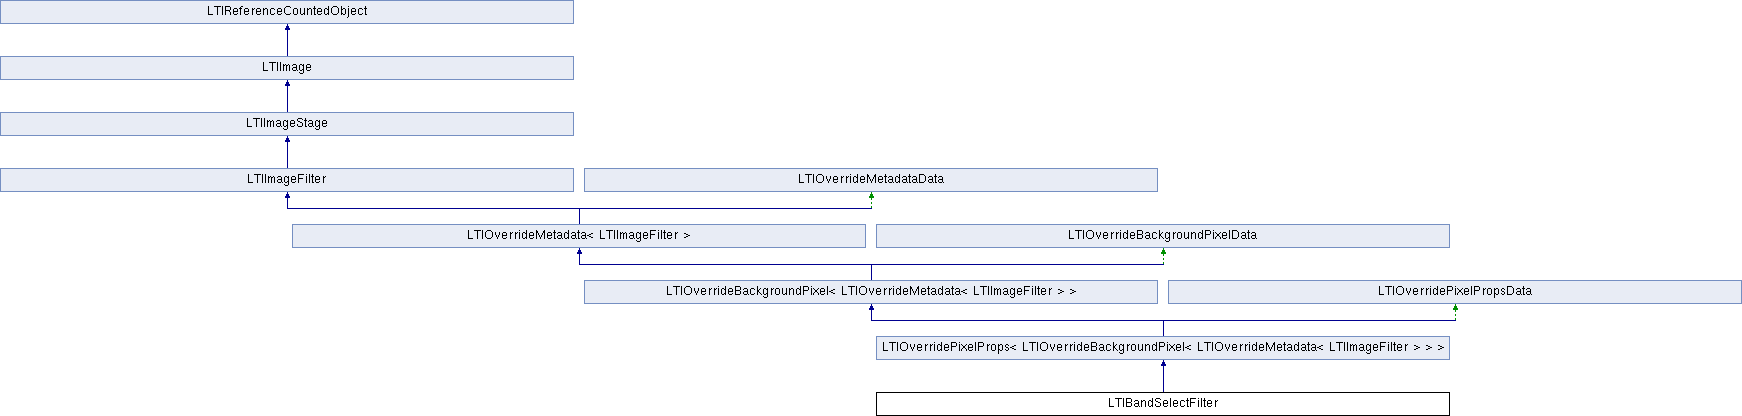 LTIReferenceCountedObject
LTIImage
LTIImageStage
LTIImageFilter
LTIOverrideMetadataData
LTIOverrideMetadata< LTIImageFilter >
LTIOverrideBackgroundPixelData
LTIOverrideBackgroundPixel< LTIOverrideMetadata< LTIImageFilter > >
LTIOverridePixelPropsData
LTIOverridePixelProps< LTIOverrideBackgroundPixel< LTIOverrideMetadata< LTIImageFilter > > >
LTIBandSelectFilter